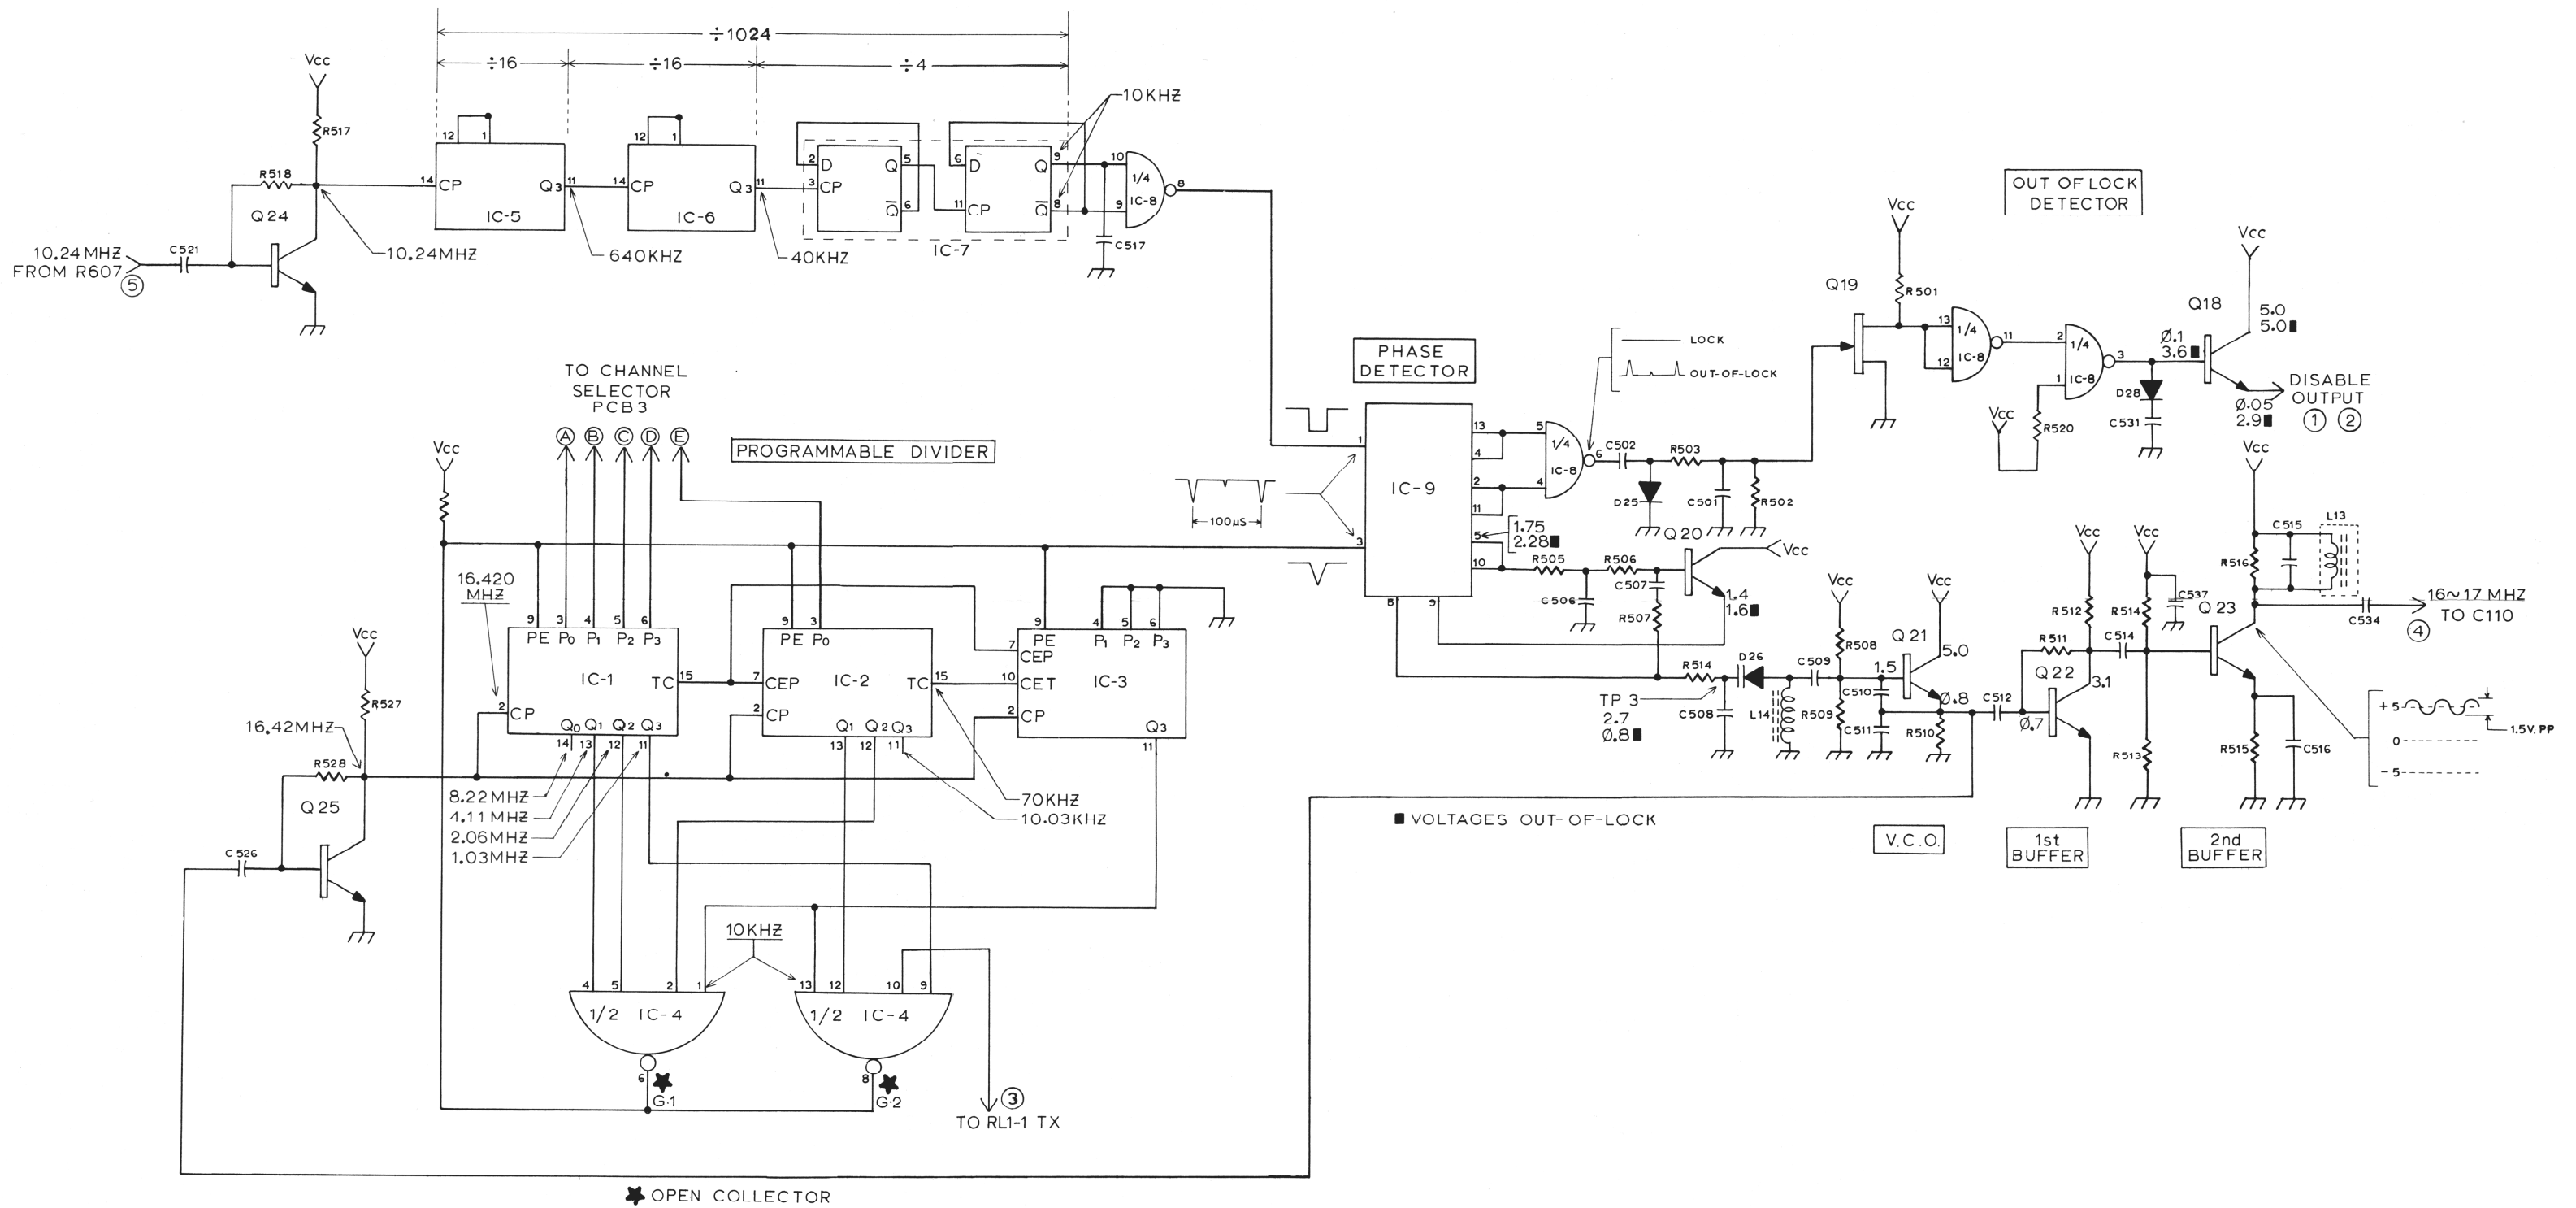 ÷1024
÷16
÷16
÷4
Vcc
R517
R518
Q24
10.24MHZ
FROM R607
5
C521
10.24MHZ
12
1
14
CP
Q3
11
IC-5
640KHZ
12
1
14
CP
Q3
11
IC-6
40KHZ
2
D
Q
5
3
CP
Q̅
6
IC-7
6
D
Q
9
11
CP
Q̅
8
10KHZ
10
1/4
IC-8
9
8
C517
OUT OF LOCK
DETECTOR
Vcc
Q19
R501
13
1/4
IC-8
12
11
2
1/4
IC-8
1
3
Vcc
R520
Vcc
Q18
5.0
5.0■
Ø.1
3.6■
D28
C531
Ø.05
2.9■
DISABLE
OUTPUT
1 2
PHASE
DETECTOR
LOCK
OUT-OF-LOCK
IC-9
1
3
13
4
2
11
5
10
8
9
100µS
5
1/4
IC-8
4
6
C502
R503
D25
C501
R502
1.75
2.28■
R505
R506
C506
C507
R507
Q20
Vcc
1.4
1.6■
TO CHANNEL
SELECTOR
PCB3
A B C D E
PROGRAMMABLE DIVIDER
Vcc
16.420
MHZ
9 3 4 5 6
PE P0 P1 P2 P3
IC-1
TC 15
2 CP
Q0 Q1 Q2 Q3
14 13 12 11
9 3
PE P0
7 CEP
IC-2
TC 15
2 CP
Q1 Q2 Q3
13 12 11
9 4 5 6
PE P1 P2 P3
7
CEP
10 CET
IC-3
2 CP
Q3
11
Vcc
R527
16.42MHZ
R528
Q25
C526
8.22MHZ
4.11MHZ
2.06MHZ
1.03MHZ
70KHZ
10.03KHZ
10KHZ
4 5 2 1
1/2 IC-4
6
★
G·1
13 12 10 9
1/2 IC-4
8
★
G·2
3
TO RL1-1 TX
★ OPEN COLLECTOR
TP 3
2.7
Ø.8■
R514
D26
C508
L14
C509
Vcc
R508
R509
1.5
C510
C511
Q21
Vcc
5.0
Ø.8
R510
C512
■ VOLTAGES OUT-OF-LOCK
V.C.O.
Vcc
R512
R511
Q22
3.1
Ø.7
C514
1st
BUFFER
Vcc
R514
C537
R513
Vcc
C515
L13
R516
Q23
C534
16~17 MHZ
TO C110
4
R515
C516
2nd
BUFFER
+5
0
-5
1.5V. PP